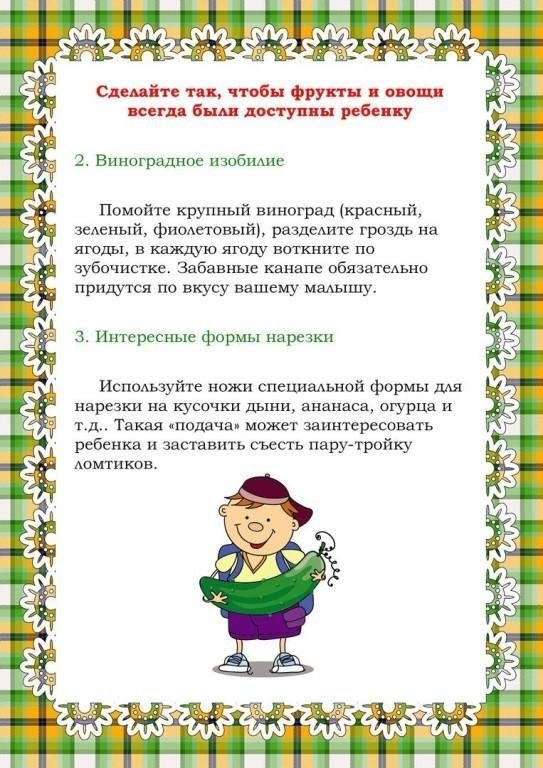 Сделайте так, чтобы фрукты и овощи
всегда были доступны ребенку
2. Виноградное изобилие
Помойте крупный виноград (красный,
зеленый, фиолетовый), разделите гроздь на
ягоды, в каждую ягоду воткните по
зубочистке. Забавные канапе обязательно
придутся по вкусу вашему малышу.
3. Интересные формы нарезки
Используйте ножи специальной формы для
нарезки на кусочки дыни, ананаса, огурца и
т.д.. Такая «подача» может заинтересовать
ребенка и заставить съесть пару-тройку
ломтиков.